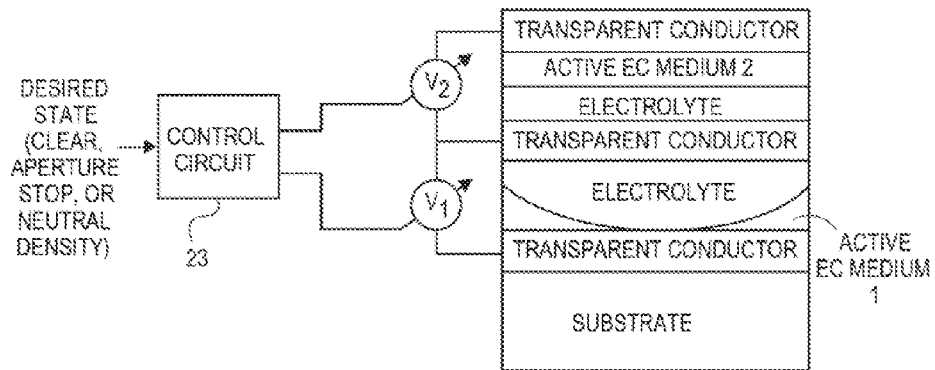 DESIRED
STATE
(CLEAR,
APERTURE
STOP, OR
NEUTRAL
DENSITY)
CONTROL
CIRCUIT
23
V2
V1
TRANSPARENT CONDUCTOR
ACTIVE EC MEDIUM 2
ELECTROLYTE
TRANSPARENT CONDUCTOR
ELECTROLYTE
TRANSPARENT CONDUCTOR
SUBSTRATE
ACTIVE
EC MEDIUM
1